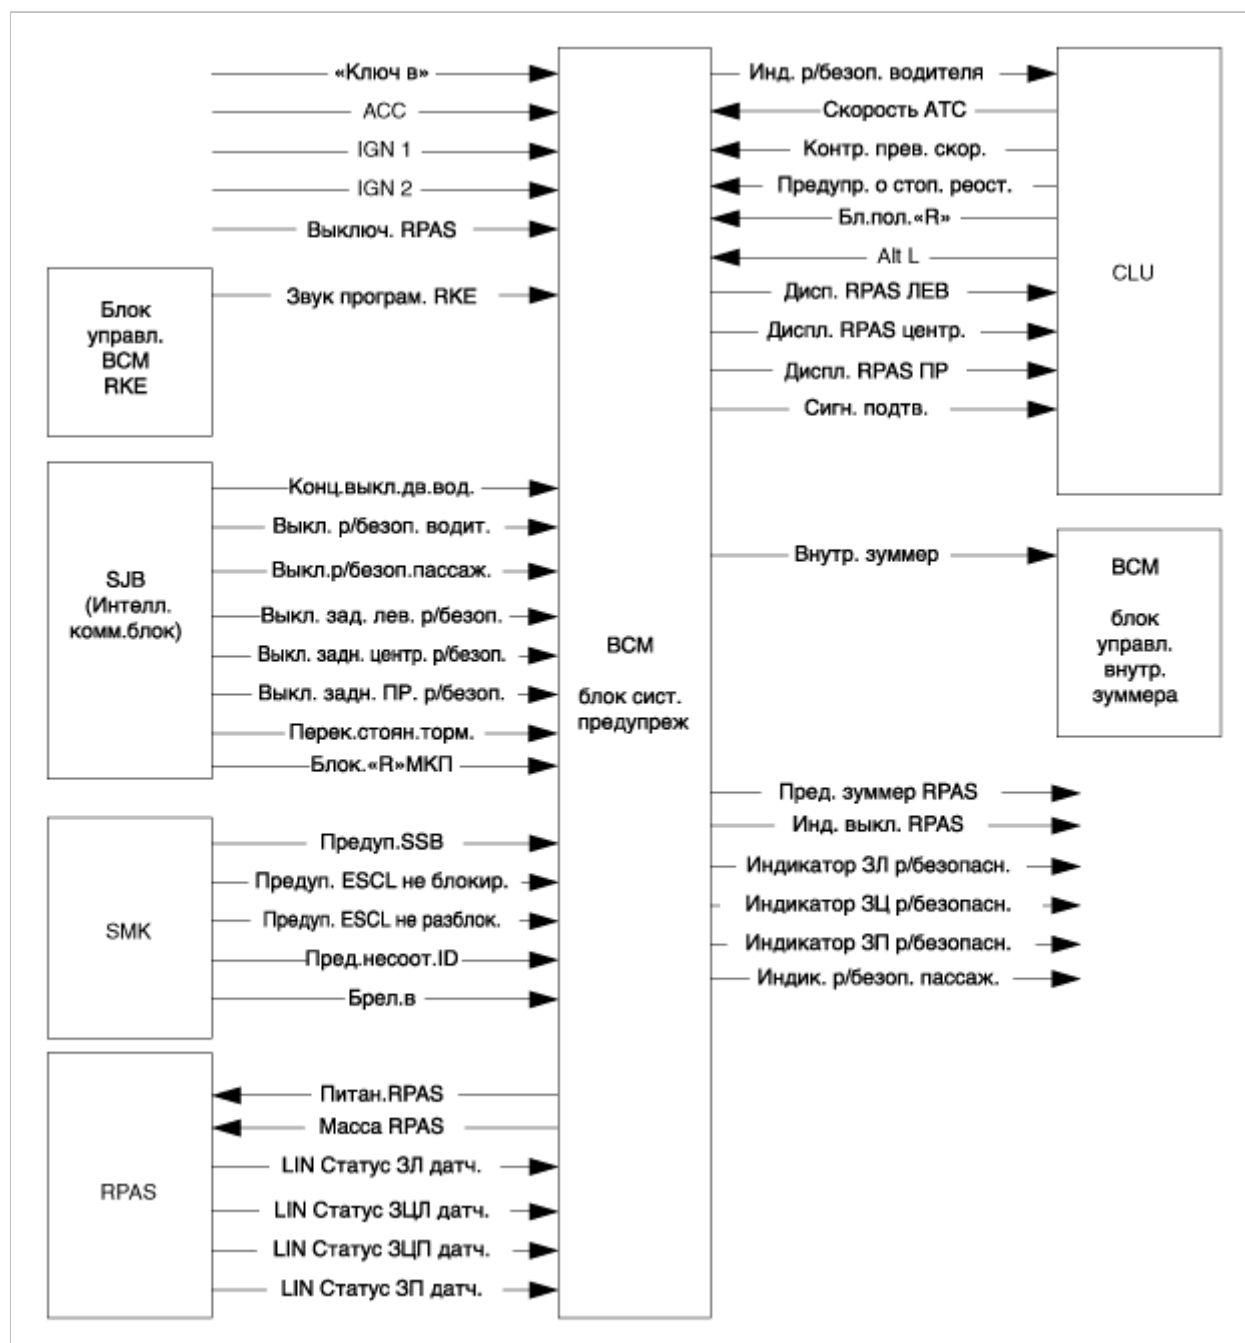 «Ключ в»
ACC
IGN 1
IGN 2
Выключ. RPAS
Блок
управл.
BCM
RKE
Звук програм. RKE
SJB
(Интелл.
комм.блок)
Конц.выкл.дв.вод.
Выкл. р/безоп. водит.
Выкл.р/безоп.пассаж.
Выкл. зад. лев. р/безоп.
Выкл. задн. центр. р/безоп.
Выкл. задн. ПР. р/безоп.
Перек.стоян.торм.
Блок.«R»МКП
SMK
Предуп.SSB
Предуп. ESCL не блокир.
Предуп. ESCL не разблок.
Пред.несоот.ID
Брел.в
RPAS
Питан.RPAS
Масса RPAS
LIN Статус ЗЛ датч.
LIN Статус ЗЦЛ датч.
LIN Статус ЗЦП датч.
LIN Статус ЗП датч.
BCM
блок сист.
предупреж
Инд. р/безоп. водителя
Скорость АТС
Контр. прев. скор.
Предупр. о стоп. реост.
Бл.пол.«R»
Alt L
Дисп. RPAS ЛЕВ
Диспл. RPAS центр.
Диспл. RPAS ПР
Сигн. подтв.
CLU
Внутр. зуммер
BCM
блок
управл.
внутр.
зуммера
Пред. зуммер RPAS
Инд. выкл. RPAS
Индикатор ЗЛ р/безопасн.
Индикатор ЗЦ р/безопасн.
Индикатор ЗП р/безопасн.
Индик. р/безоп. пассаж.